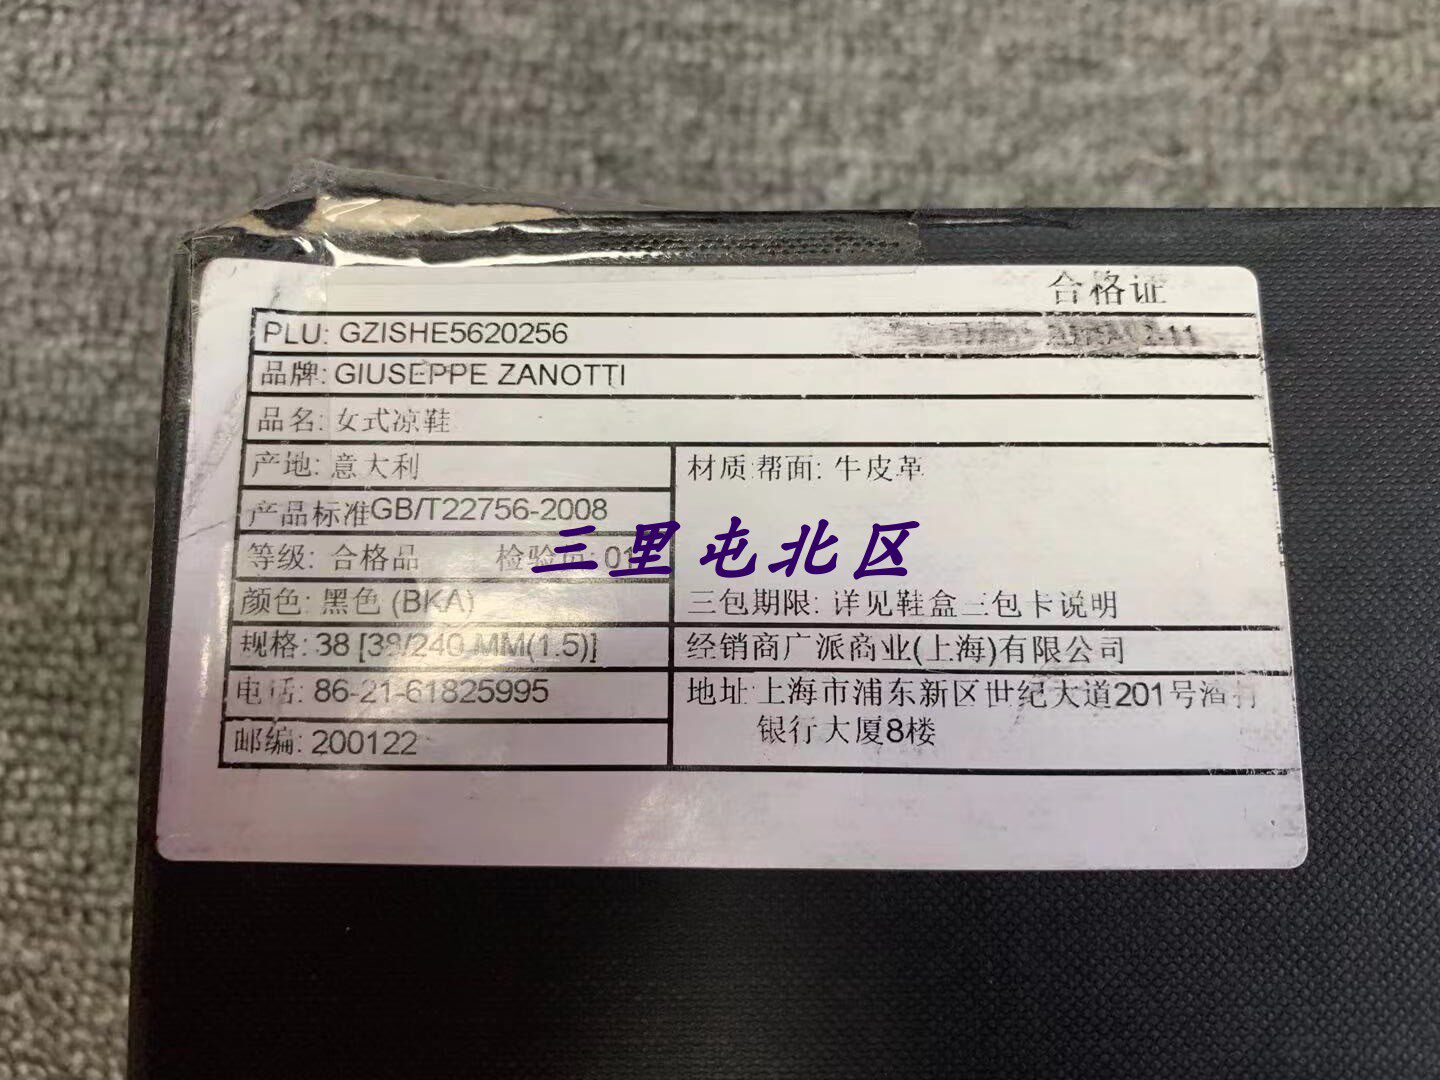 合格证
PLU: GZISHE5620256
品牌: GIUSEPPE ZANOTTI
品名: 女式凉鞋
产地: 意大利
材质:帮面: 牛皮革
产品标准GB/T22756-2008
等级: 合格品 检验员: 01
三里屯北区
颜色: 黑色 (BKA)
三包期限: 详见鞋盒三包卡说明
规格: 38 [38/240 MM(1.5)]
经销商广派商业(上海)有限公司
电话: 86-21-61825995
地址:上海市浦东新区世纪大道201号渣打
银行大厦8楼
邮编: 200122